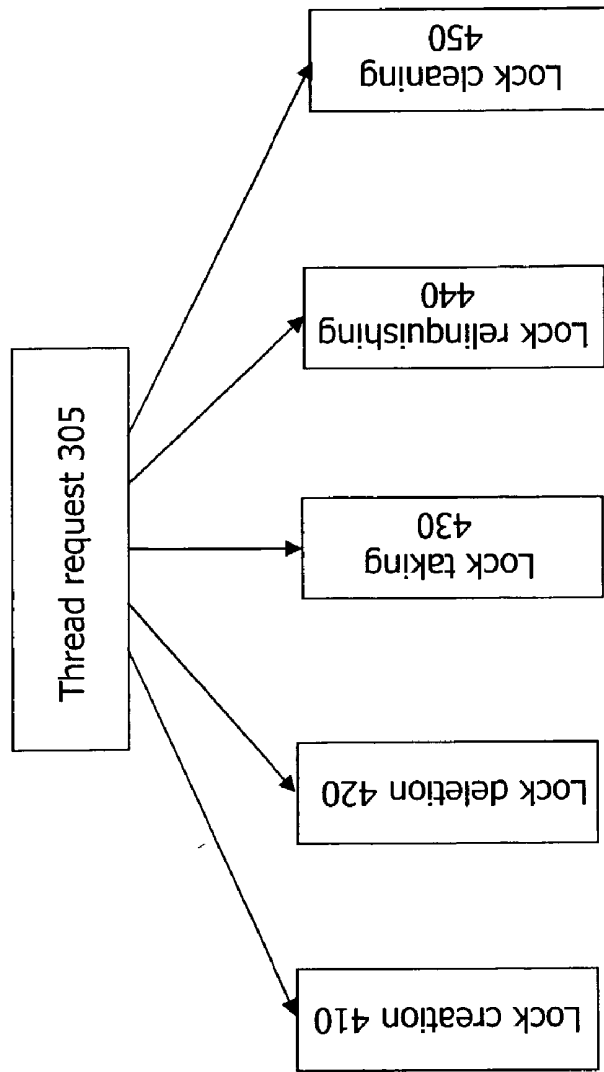 Thread request 305
Lock creation 410
Lock deletion 420
Lock taking
430
Lock relinquishing
440
Lock cleaning
450